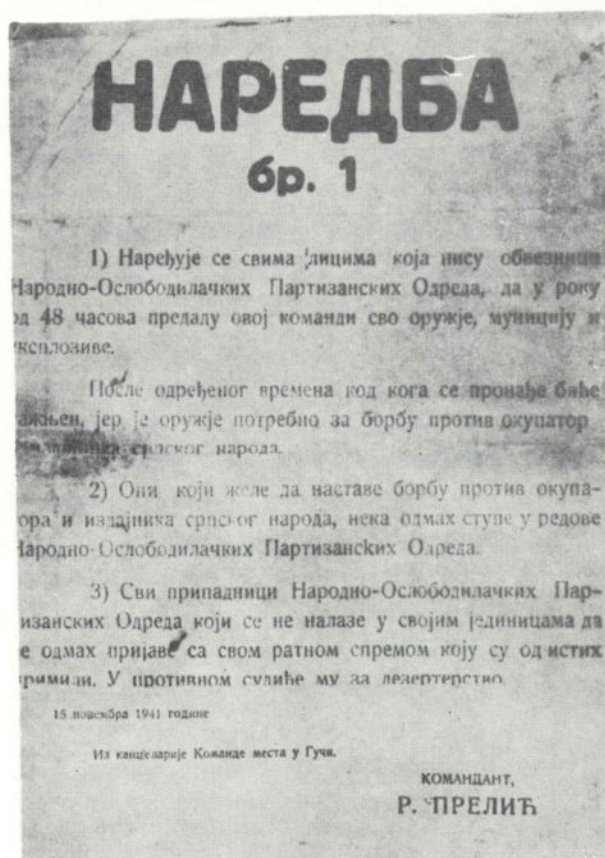 НАРЕДБА
бр. 1
1) Наређује се свима лицима која нису обвезници
Народно-Ослободилачких Партизанских Одреда, да у року
од 48 часова предаду овој команди сво оружје, муницију и
експлозиве.
После одређеног времена код кога се пронађе биће
кажњен, јер је оружје потребно за борбу против окупатор
српског народа.
2) Они који желе да наставе борбу против окупа-
ора и издајника српског народа, нека одмах ступе у редове
Народно-Ослободилачких Партизанских Одреда.
3) Сви припадници Народно-Ослободилачких Пар-
изанских Одреда који се не налазе у својим јединицама да
е одмах пријаве са свом ратном спремом коју су од истих
примили. У противном судиће му за дезертерство.
15 новембра 1941 године
Из канцеларије Команде места у Гучи.
КОМАНДАНТ,
Р. ПРЕЛИЋ